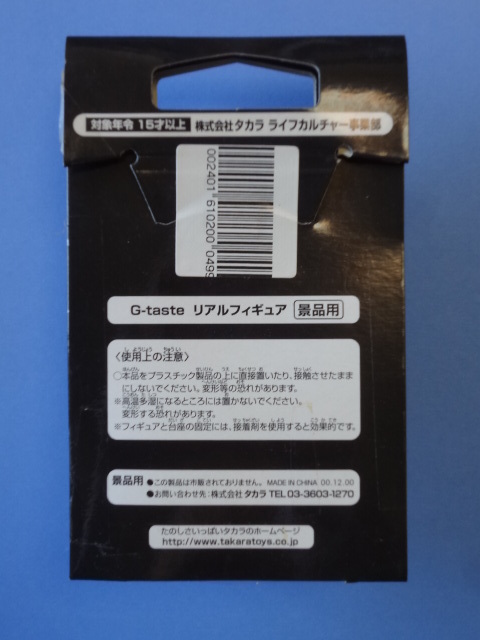 対象年令 15才以上 株式会社タカラ ライフカルチャー事業部
002401 610200 0499
G-taste リアルフィギュア 景品用
〈使用上の注意〉
○本品をプラスチック製品の上に直接置いたり、接触させたまま
にしないでください。変形等の恐れがあります。
※高温多湿になるところには置かないでください。
変形する恐れがあります。
※フィギュアと台座の固定には、接着剤を使用すると効果的です。
景品用 ●この製品は市販されておりません。 MADE IN CHINA 00.12.00
●お問い合わせ先：株式会社 タカラ TEL 03-3603-1270
たのしさいっぱいタカラのホームページ
http://www.takaratoys.co.jp